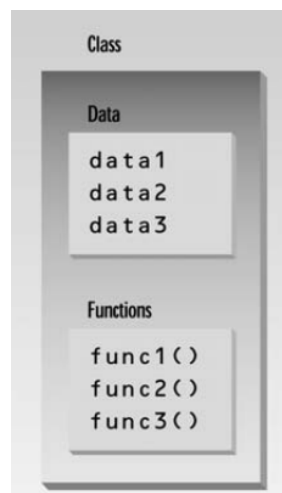 Class
Data
data1
data2
data3
Functions
func1()
func2()
func3()